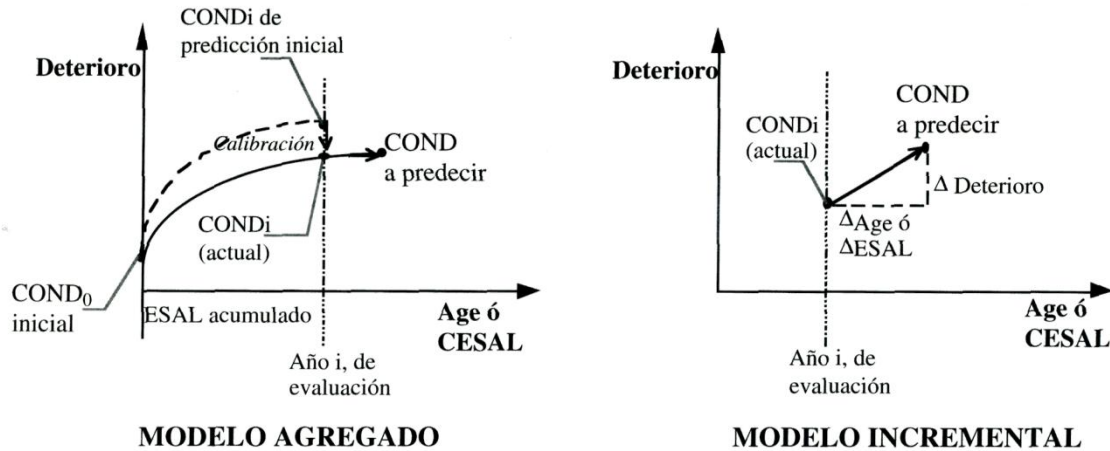 CONDi de
predicción inicial
Deterioro
Calibración
COND
a predecir
CONDi
(actual)
COND₀
inicial
ESAL acumulado
Age ó
CESAL
Año i, de
evaluación
MODELO AGREGADO
Deterioro
COND
a predecir
CONDi
(actual)
Δ Deterioro
ΔAge ó
ΔESAL
Age ó
CESAL
Año i, de
evaluación
MODELO INCREMENTAL